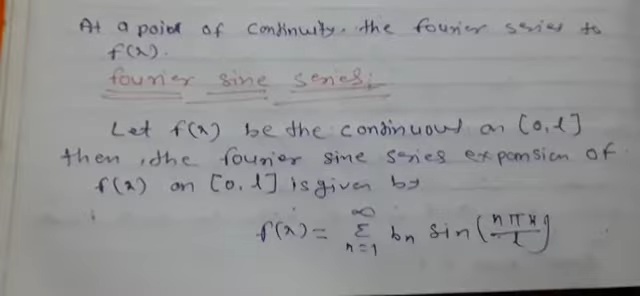 At a point of continuity. the fourier series to
f(x).
fourier sine series:
Let f(x) be the continuous on [0,l]
then, the fourier sine series expansion of
f(x) on [0,l] is given by
f(x) = ∞ Σ n=1 bn sin(nπx/l)